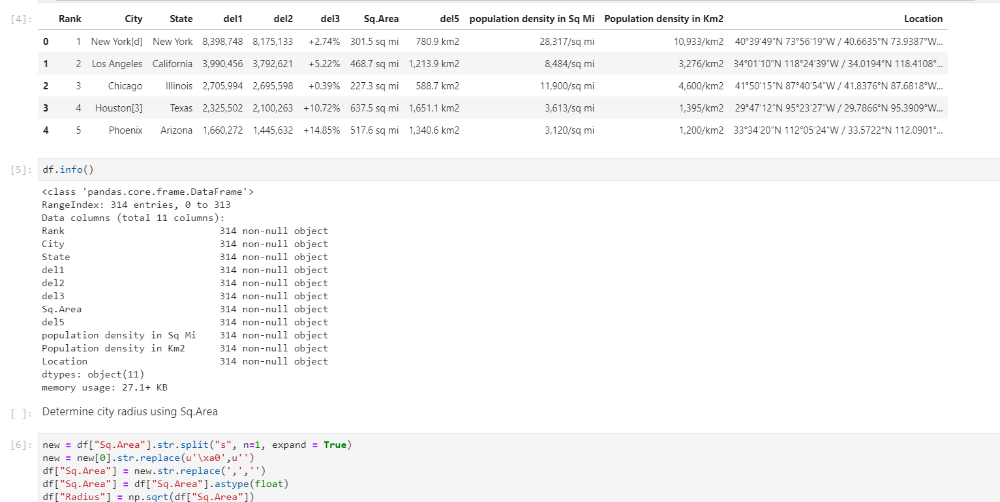 [4]:
Rank City State del1 del2 del3 Sq.Area del5 population density in Sq Mi Population density in Km2 Location
0 1 New York[d] New York 8,398,748 8,175,133 +2.74% 301.5 sq mi 780.9 km2 28,317/sq mi 10,933/km2 40°39′49″N 73°56′19″W / 40.6635°N 73.9387°W...
1 2 Los Angeles California 3,990,456 3,792,621 +5.22% 468.7 sq mi 1,213.9 km2 8,484/sq mi 3,276/km2 34°01′10″N 118°24′39″W / 34.0194°N 118.4108°...
2 3 Chicago Illinois 2,705,994 2,695,598 +0.39% 227.3 sq mi 588.7 km2 11,900/sq mi 4,600/km2 41°50′15″N 87°40′54″W / 41.8376°N 87.6818°W...
3 4 Houston[3] Texas 2,325,502 2,100,263 +10.72% 637.5 sq mi 1,651.1 km2 3,613/sq mi 1,395/km2 29°47′12″N 95°23′27″W / 29.7866°N 95.3909°W...
4 5 Phoenix Arizona 1,660,272 1,445,632 +14.85% 517.6 sq mi 1,340.6 km2 3,120/sq mi 1,200/km2 33°34′20″N 112°05′24″W / 33.5722°N 112.0901°...
[5]: df.info()
<class 'pandas.core.frame.DataFrame'>
RangeIndex: 314 entries, 0 to 313
Data columns (total 11 columns):
Rank 314 non-null object
City 314 non-null object
State 314 non-null object
del1 314 non-null object
del2 314 non-null object
del3 314 non-null object
Sq.Area 314 non-null object
del5 314 non-null object
population density in Sq Mi 314 non-null object
Population density in Km2 314 non-null object
Location 314 non-null object
dtypes: object(11)
memory usage: 27.1+ KB
[ ]: Determine city radius using Sq.Area
[6]: new = df["Sq.Area"].str.split("s", n=1, expand = True)
new = new[0].str.replace(u'\xa0',u'')
df["Sq.Area"] = new.str.replace(',','')
df["Sq.Area"] = df["Sq.Area"].astype(float)
df["Radius"] = np.sqrt(df["Sq.Area"])